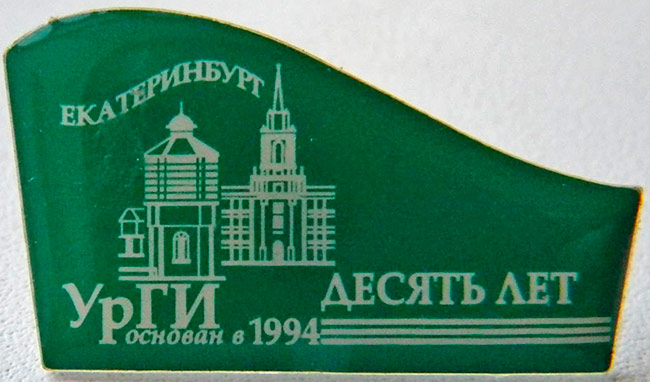 ЕКАТЕРИНБУРГ
УрГИ
ДЕСЯТЬ ЛЕТ
основан в 1994